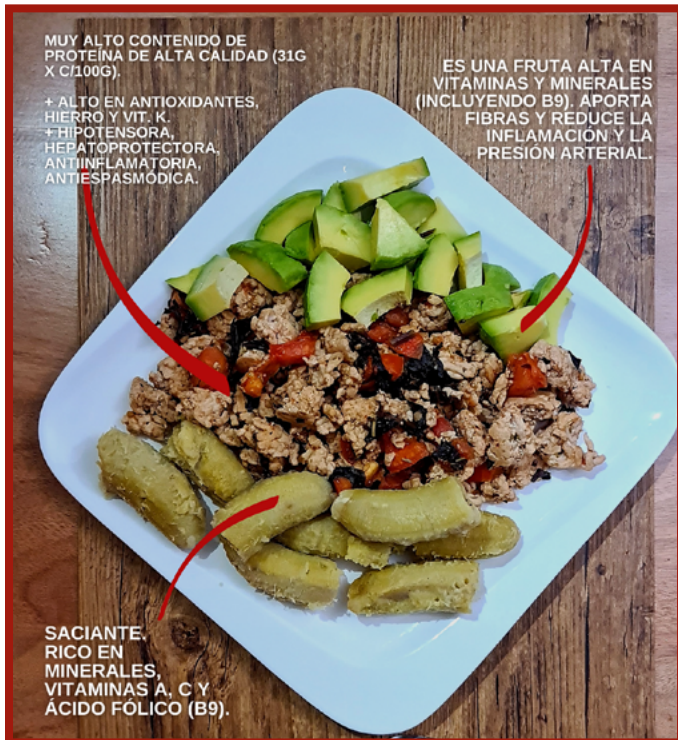 MUY ALTO CONTENIDO DE
PROTEÍNA DE ALTA CALIDAD (31G
X C/100G).
+ ALTO EN ANTIOXIDANTES,
HIERRO Y VIT. K.
+ HIPOTENSORA,
HEPATOPROTECTORA,
ANTIINFLAMATORIA,
ANTIESPASMÓDICA.
ES UNA FRUTA ALTA EN
VITAMINAS Y MINERALES
(INCLUYENDO B9). APORTA
FIBRAS Y REDUCE LA
INFLAMACIÓN Y LA
PRESIÓN ARTERIAL.
SACIANTE.
RICO EN
MINERALES,
VITAMINAS A, C Y
ÁCIDO FÓLICO (B9).